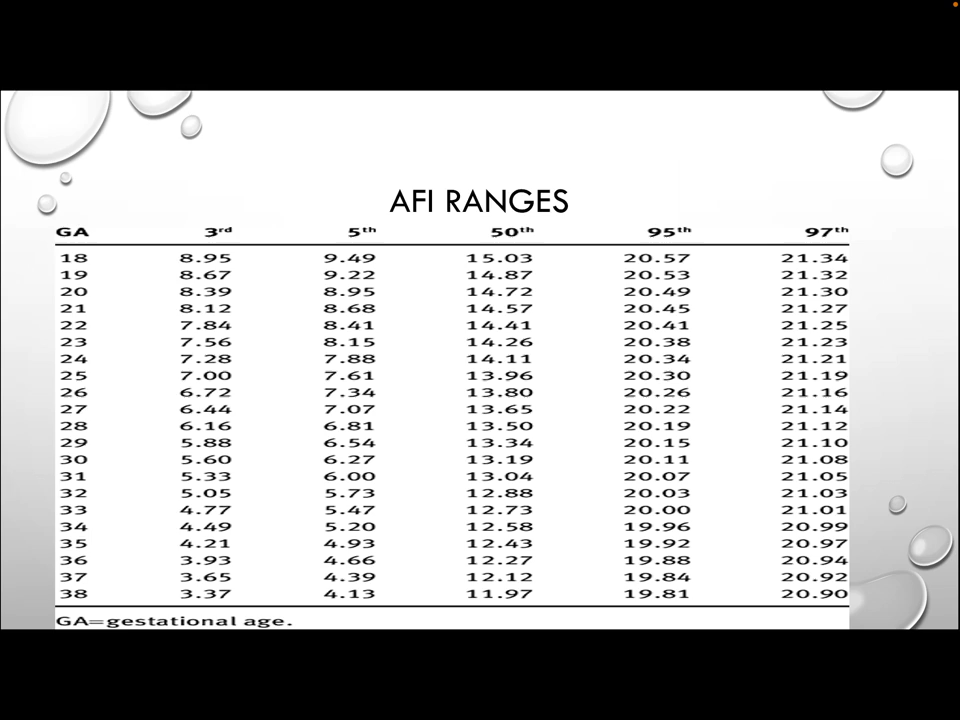 AFI RANGES
GA 3rd 5th 50th 95th 97th
18 8.95 9.49 15.03 20.57 21.34
19 8.67 9.22 14.87 20.53 21.32
20 8.39 8.95 14.72 20.49 21.30
21 8.12 8.68 14.57 20.45 21.27
22 7.84 8.41 14.41 20.41 21.25
23 7.56 8.15 14.26 20.38 21.23
24 7.28 7.88 14.11 20.34 21.21
25 7.00 7.61 13.96 20.30 21.19
26 6.72 7.34 13.80 20.26 21.16
27 6.44 7.07 13.65 20.22 21.14
28 6.16 6.81 13.50 20.19 21.12
29 5.88 6.54 13.34 20.15 21.10
30 5.60 6.27 13.19 20.11 21.08
31 5.33 6.00 13.04 20.07 21.05
32 5.05 5.73 12.88 20.03 21.03
33 4.77 5.47 12.73 20.00 21.01
34 4.49 5.20 12.58 19.96 20.99
35 4.21 4.93 12.43 19.92 20.97
36 3.93 4.66 12.27 19.88 20.94
37 3.65 4.39 12.12 19.84 20.92
38 3.37 4.13 11.97 19.81 20.90
GA=gestational age.